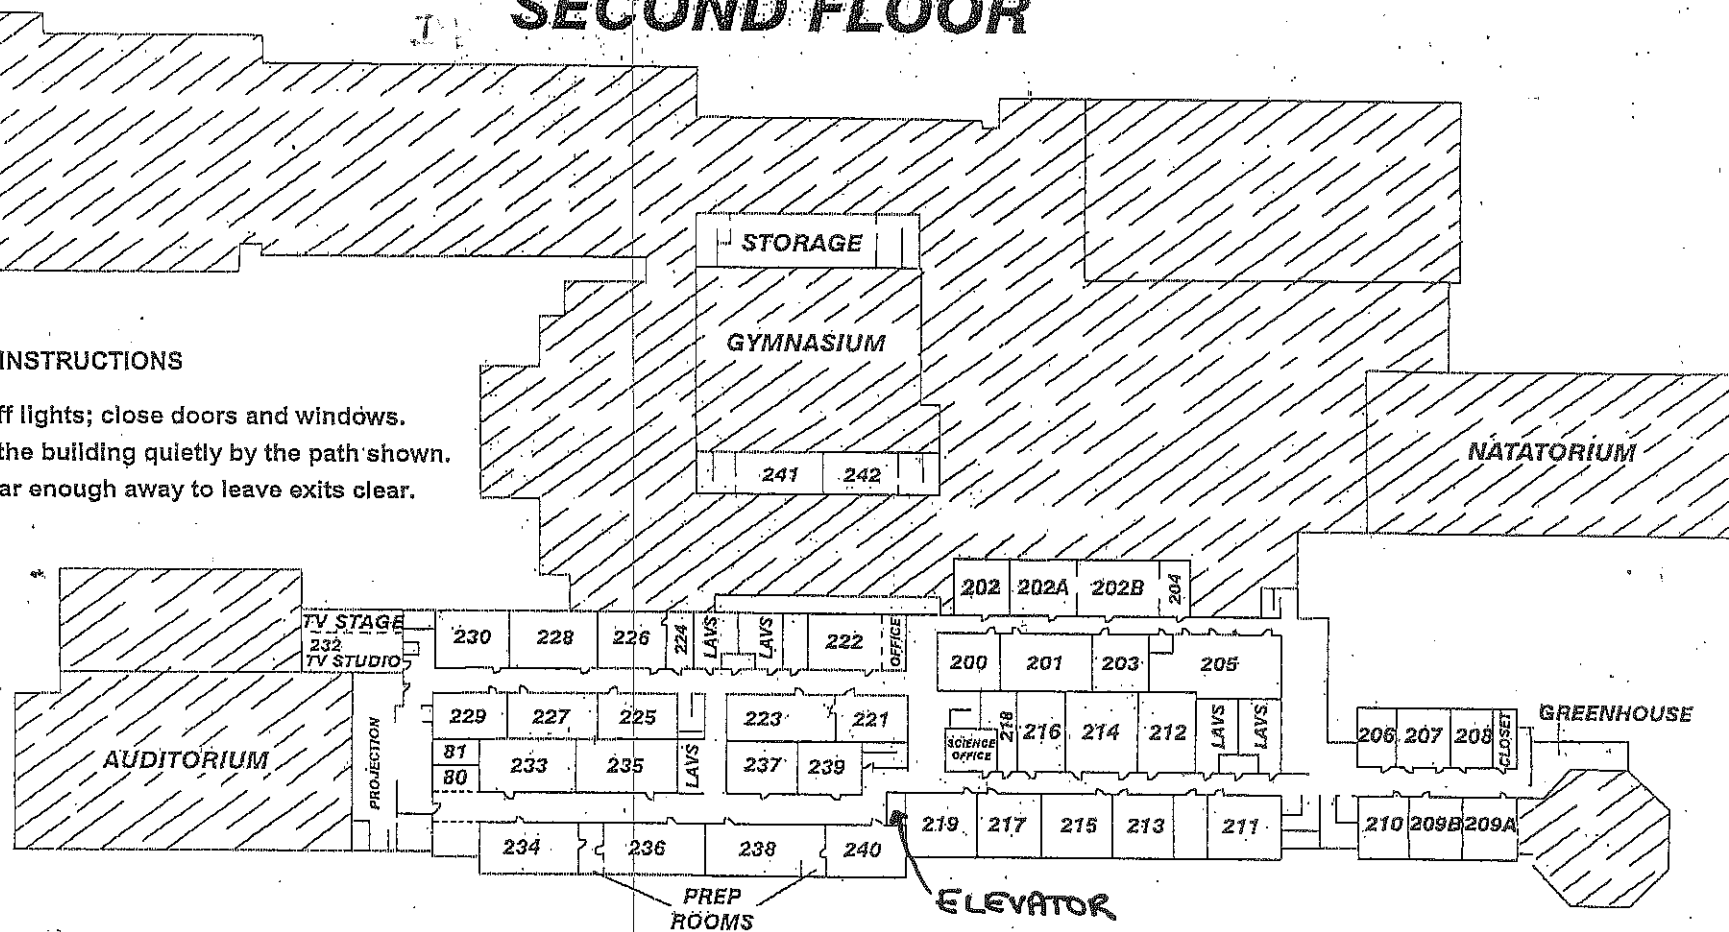 SECOND FLOOR
STORAGE
GYMNASIUM
INSTRUCTIONS
ff lights; close doors and windows.
the building quietly by the path shown.
ar enough away to leave exits clear.
NATATORIUM
241
242
202
202A
202B
204
TV STAGE
232
TV STUDIO
230
228
226
224
LAVS
LAVS
222
OFFICE
200
201
203
205
229
227
225
223
221
218
216
214
212
LAVS
LAVS
206
207
208
CLOSET
GREENHOUSE
SCIENCE
OFFICE
AUDITORIUM
PROJECTION
81
80
233
235
LAVS
237
239
219
217
215
213
211
210
209B
209A
234
236
238
240
PREP
ROOMS
ELEVATOR